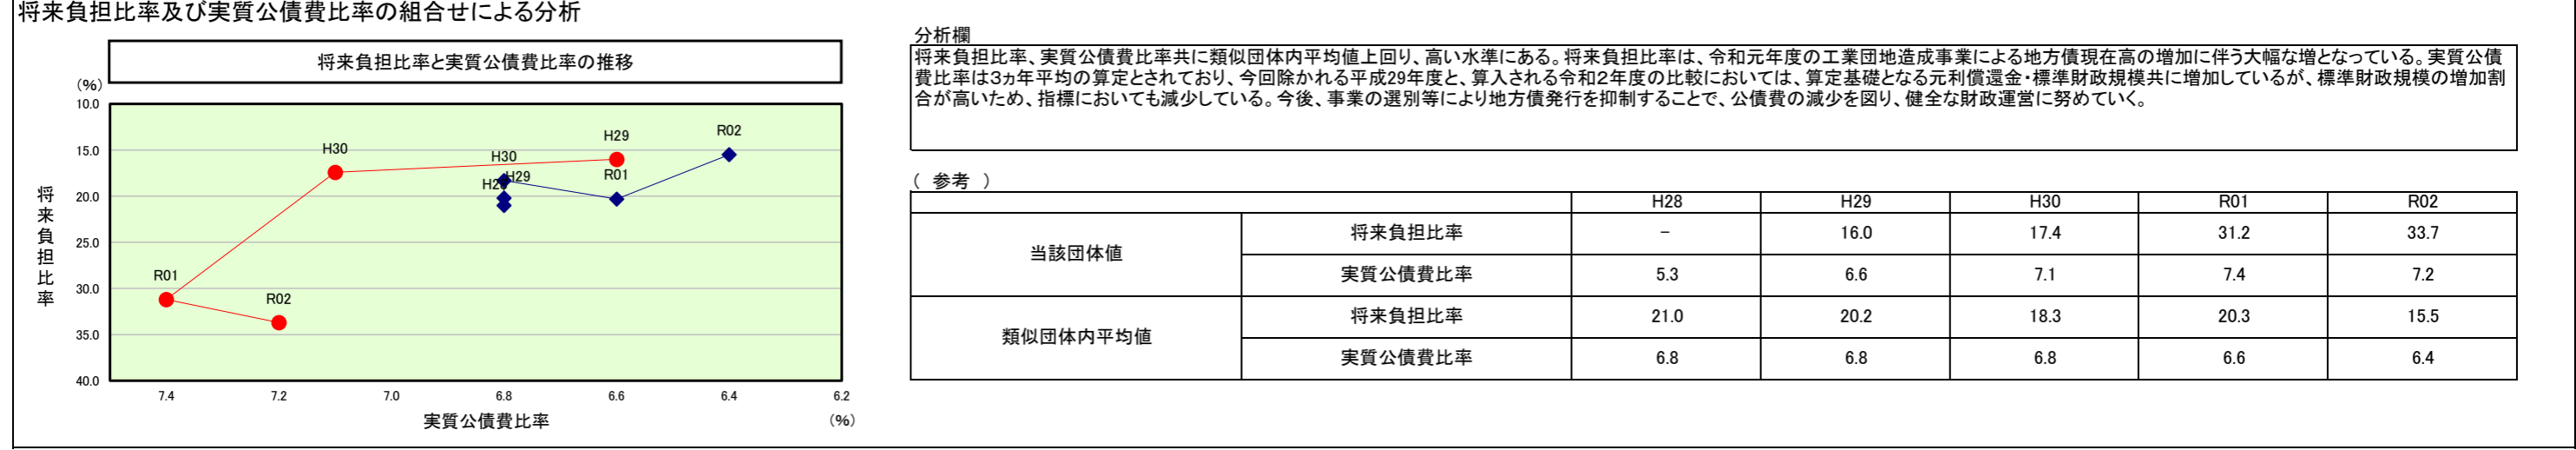 将来負担比率及び実質公債費比率の組合せによる分析
将来負担比率と実質公債費比率の推移
(%)
10.0
15.0
20.0
25.0
30.0
35.0
40.0
将来負担比率
H30
H29
R01
R02
H28
H29
H30
R01
R02
7.4 7.2 7.0 6.8 6.6 6.4 6.2
実質公債費比率
(%)
分析欄
将来負担比率、実質公債費比率共に類似団体内平均値上回り、高い水準にある。将来負担比率は、令和元年度の工業団地造成事業による地方債現在高の増加に伴う大幅な増となっている。実質公債
費比率は3ヵ年平均の算定とされており、今回除かれる平成29年度と、算入される令和2年度の比較においては、算定基礎となる元利償還金・標準財政規模共に増加しているが、標準財政規模の増加割
合が高いため、指標においても減少している。今後、事業の選別等により地方債発行を抑制することで、公債費の減少を図り、健全な財政運営に努めていく。
( 参考 )
H28 H29 H30 R01 R02
当該団体値
将来負担比率 － 16.0 17.4 31.2 33.7
実質公債費比率 5.3 6.6 7.1 7.4 7.2
類似団体内平均値
将来負担比率 21.0 20.2 18.3 20.3 15.5
実質公債費比率 6.8 6.8 6.8 6.6 6.4